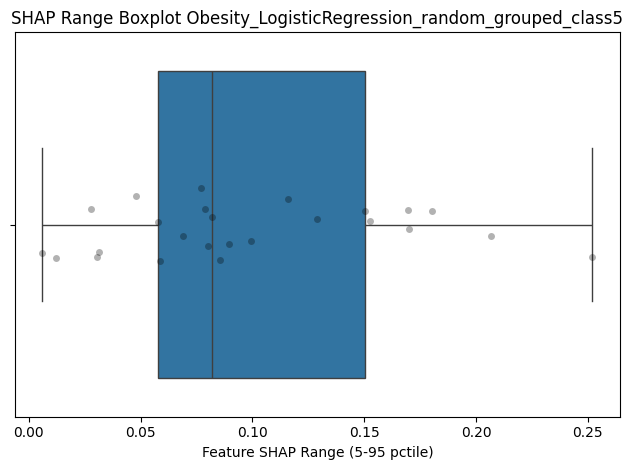 SHAP Range Boxplot Obesity_LogisticRegression_random_grouped_class5
0.00 0.05 0.10 0.15 0.20 0.25
Feature SHAP Range (5-95 pctile)